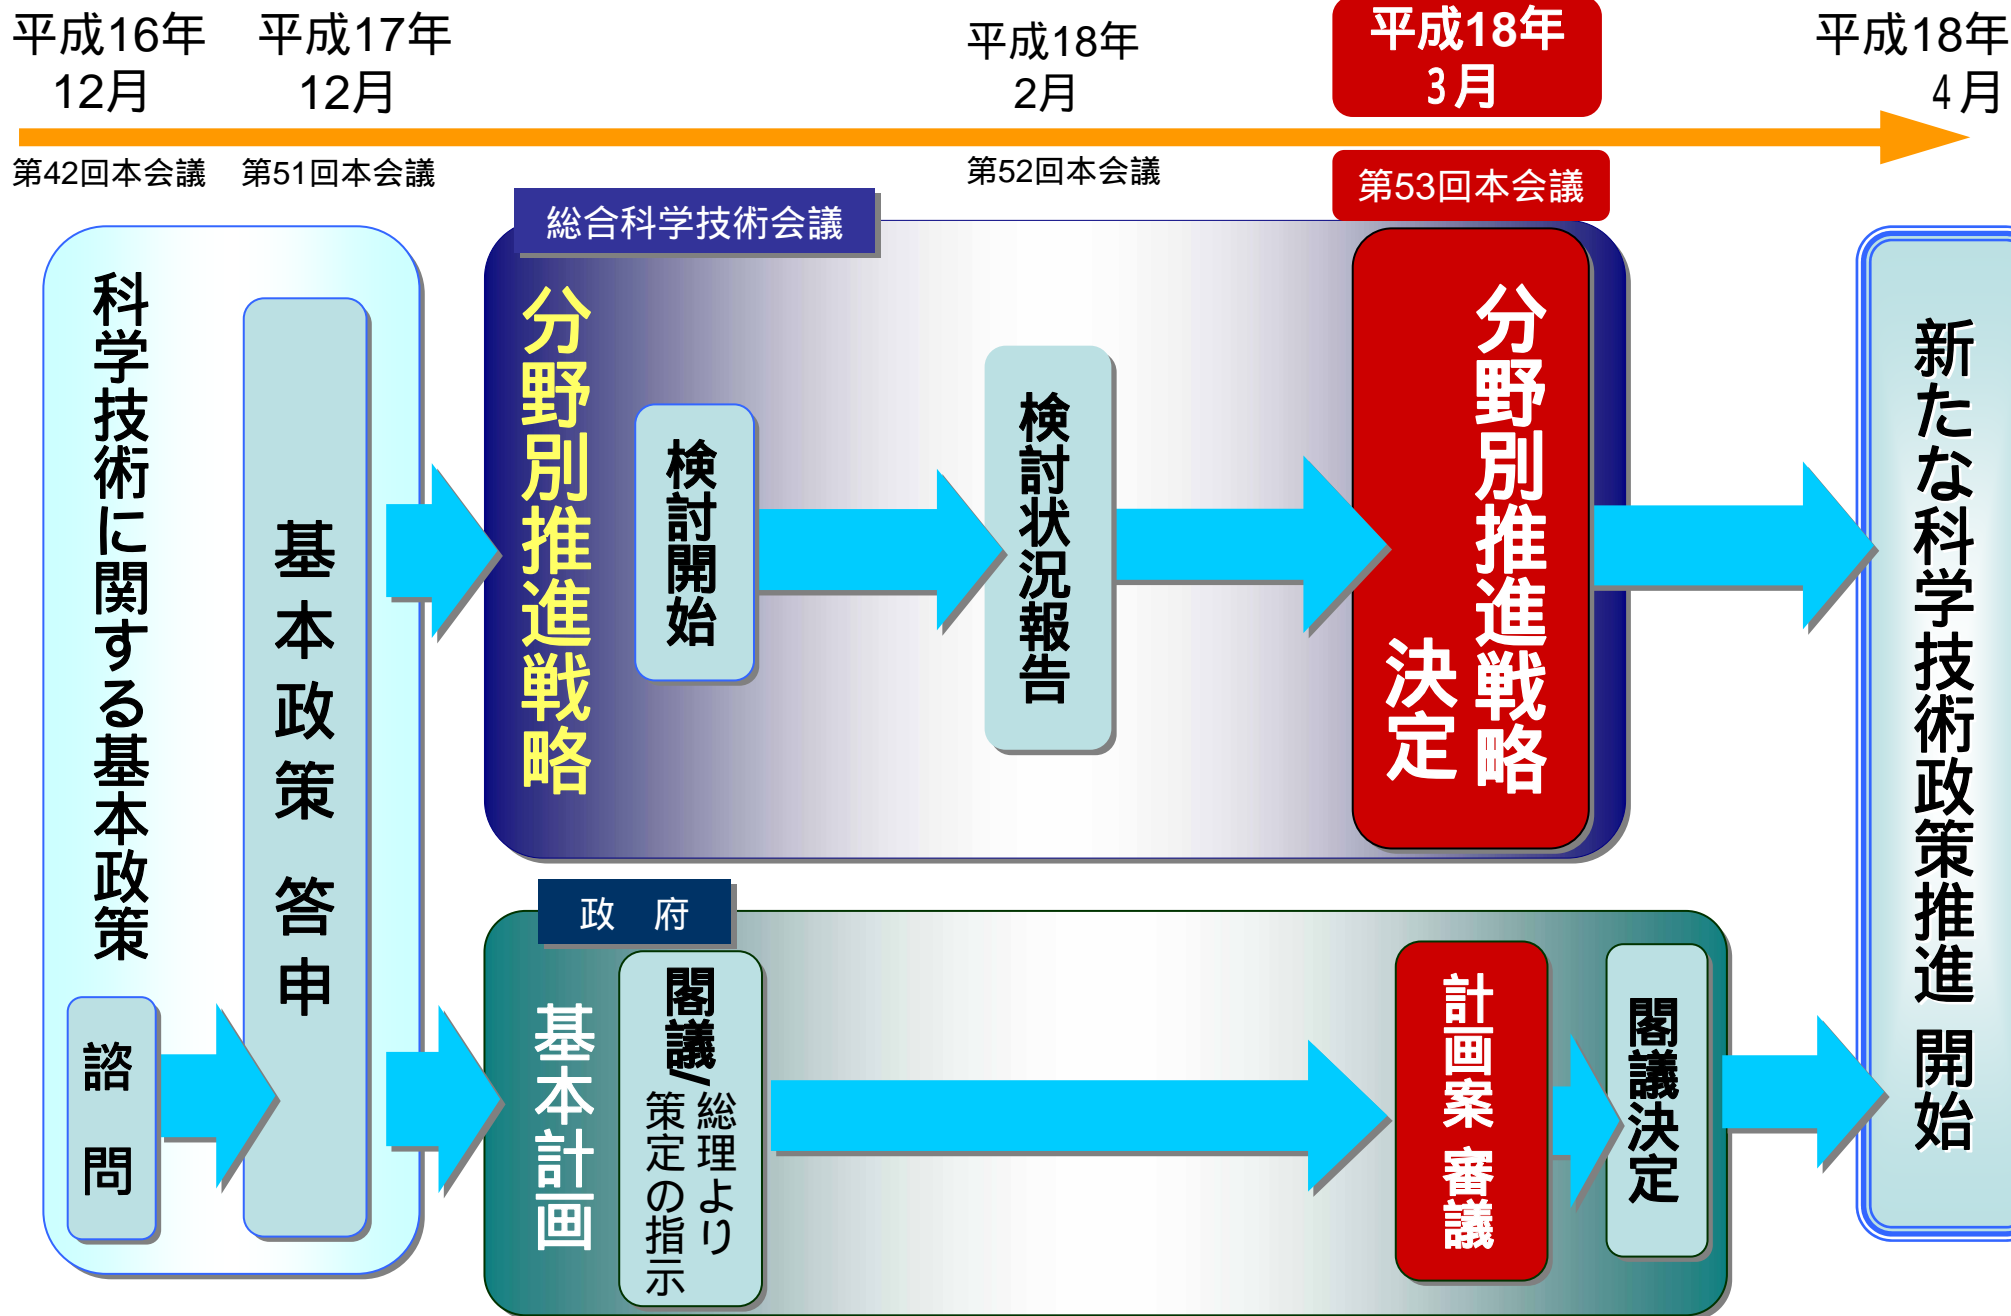 平成16年
12月
平成17年
12月
平成18年
2月
平成18年
3月
平成18年
4月
第42回本会議
第51回本会議
第52回本会議
第53回本会議
科学技術に関する基本政策
諮問
基本政策 答申
総合科学技術会議
分野別推進戦略
検討開始
検討状況報告
分野別推進戦略
決定
政 府
基本計画
閣議/
総理より
策定の指示
計画案 審議
閣議決定
新たな科学技術政策推進 開始